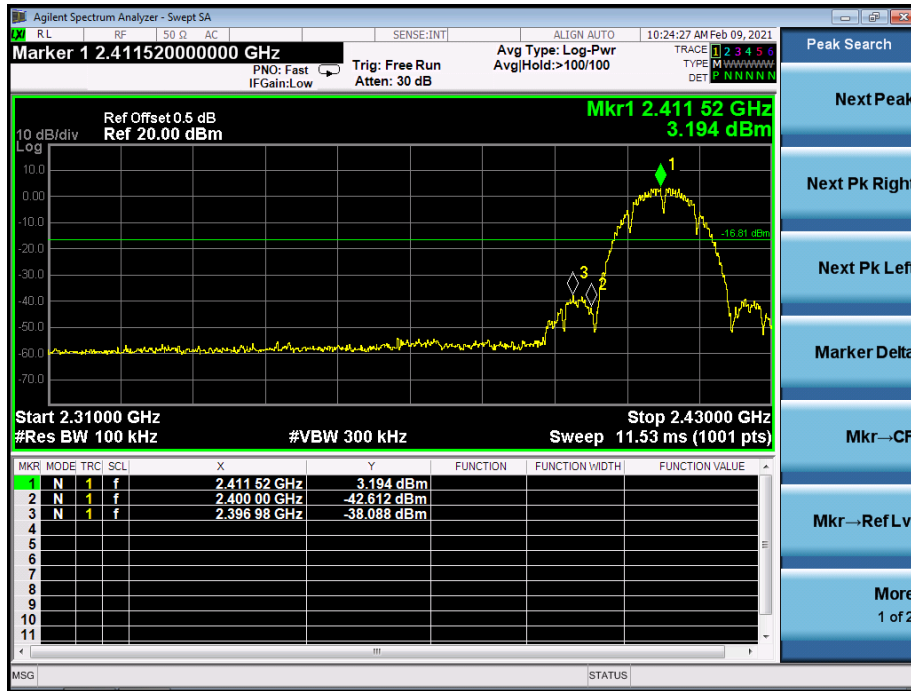 Agilent Spectrum Analyzer - Swept SA
LXI RL RF 50 Ω AC SENSE:INT ALIGN AUTO 10:24:27 AM Feb 09, 2021
Marker 1 2.411520000000 GHz
PNO: Fast
IFGain:Low
Trig: Free Run
Atten: 30 dB
Avg Type: Log-Pwr
Avg|Hold:>100/100
TRACE 1 2 3 4 5 6
TYPE M WWWWW
DET P N N N N N
Peak Search
Next Peak
Next Pk Right
Next Pk Left
Marker Delta
Mkr→CF
Mkr→Ref Lv
More
1 of 2
Mkr1 2.411 52 GHz
3.194 dBm
Ref Offset 0.5 dB
10 dB/div Ref 20.00 dBm
Log
10.0
0.00
-10.0
-20.0
-30.0
-40.0
-50.0
-60.0
-70.0
1
-16.81 dBm
3
2
Start 2.31000 GHz Stop 2.43000 GHz
#Res BW 100 kHz #VBW 300 kHz Sweep 11.53 ms (1001 pts)
MKR MODE TRC SCL X Y FUNCTION FUNCTION WIDTH FUNCTION VALUE
1 N 1 f 2.411 52 GHz 3.194 dBm
2 N 1 f 2.400 00 GHz -42.612 dBm
3 N 1 f 2.396 98 GHz -38.088 dBm
4
5
6
7
8
9
10
11
MSG STATUS